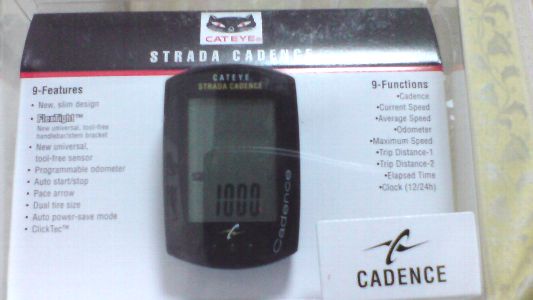 CATEYE®
STRADA CADENCE
CATEYE
STRADA CADENCE
1000
Cadence
9-Features
• New, slim design
• Flextight™
New universal, tool-free
handlebar/stem bracket
• New universal,
tool-free sensor
• Programmable odometer
• Auto start/stop
• Pace arrow
• Dual tire size
• Auto power-save mode
• ClickTec™
9-Functions
•Cadence
•Current Speed
•Average Speed
•Odometer
•Maximum Speed
•Trip Distance-1
•Trip Distance-2
•Elapsed Time
•Clock (12/24h)
CADENCE